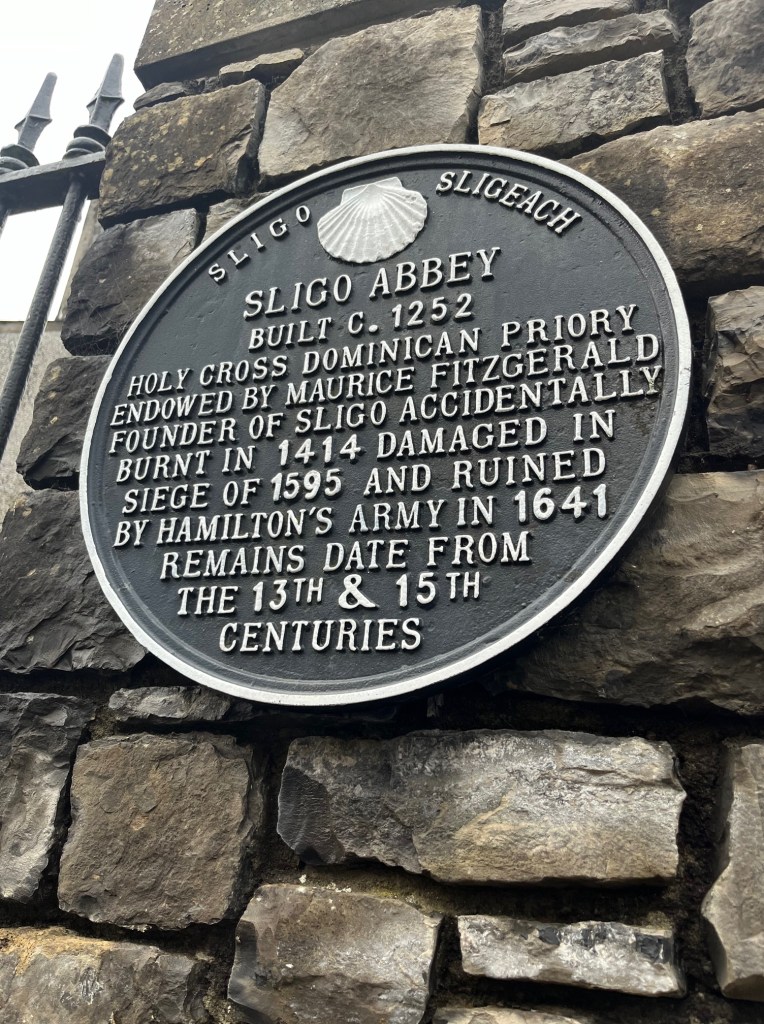 SLIGO SLIGEACH
SLIGO ABBEY
BUILT C. 1252
HOLY CROSS DOMINICAN PRIORY
ENDOWED BY MAURICE FITZGERALD
FOUNDER OF SLIGO ACCIDENTALLY
BURNT IN 1414 DAMAGED IN
SIEGE OF 1595 AND RUINED
BY HAMILTON'S ARMY IN 1641
REMAINS DATE FROM
THE 13TH & 15TH
CENTURIES